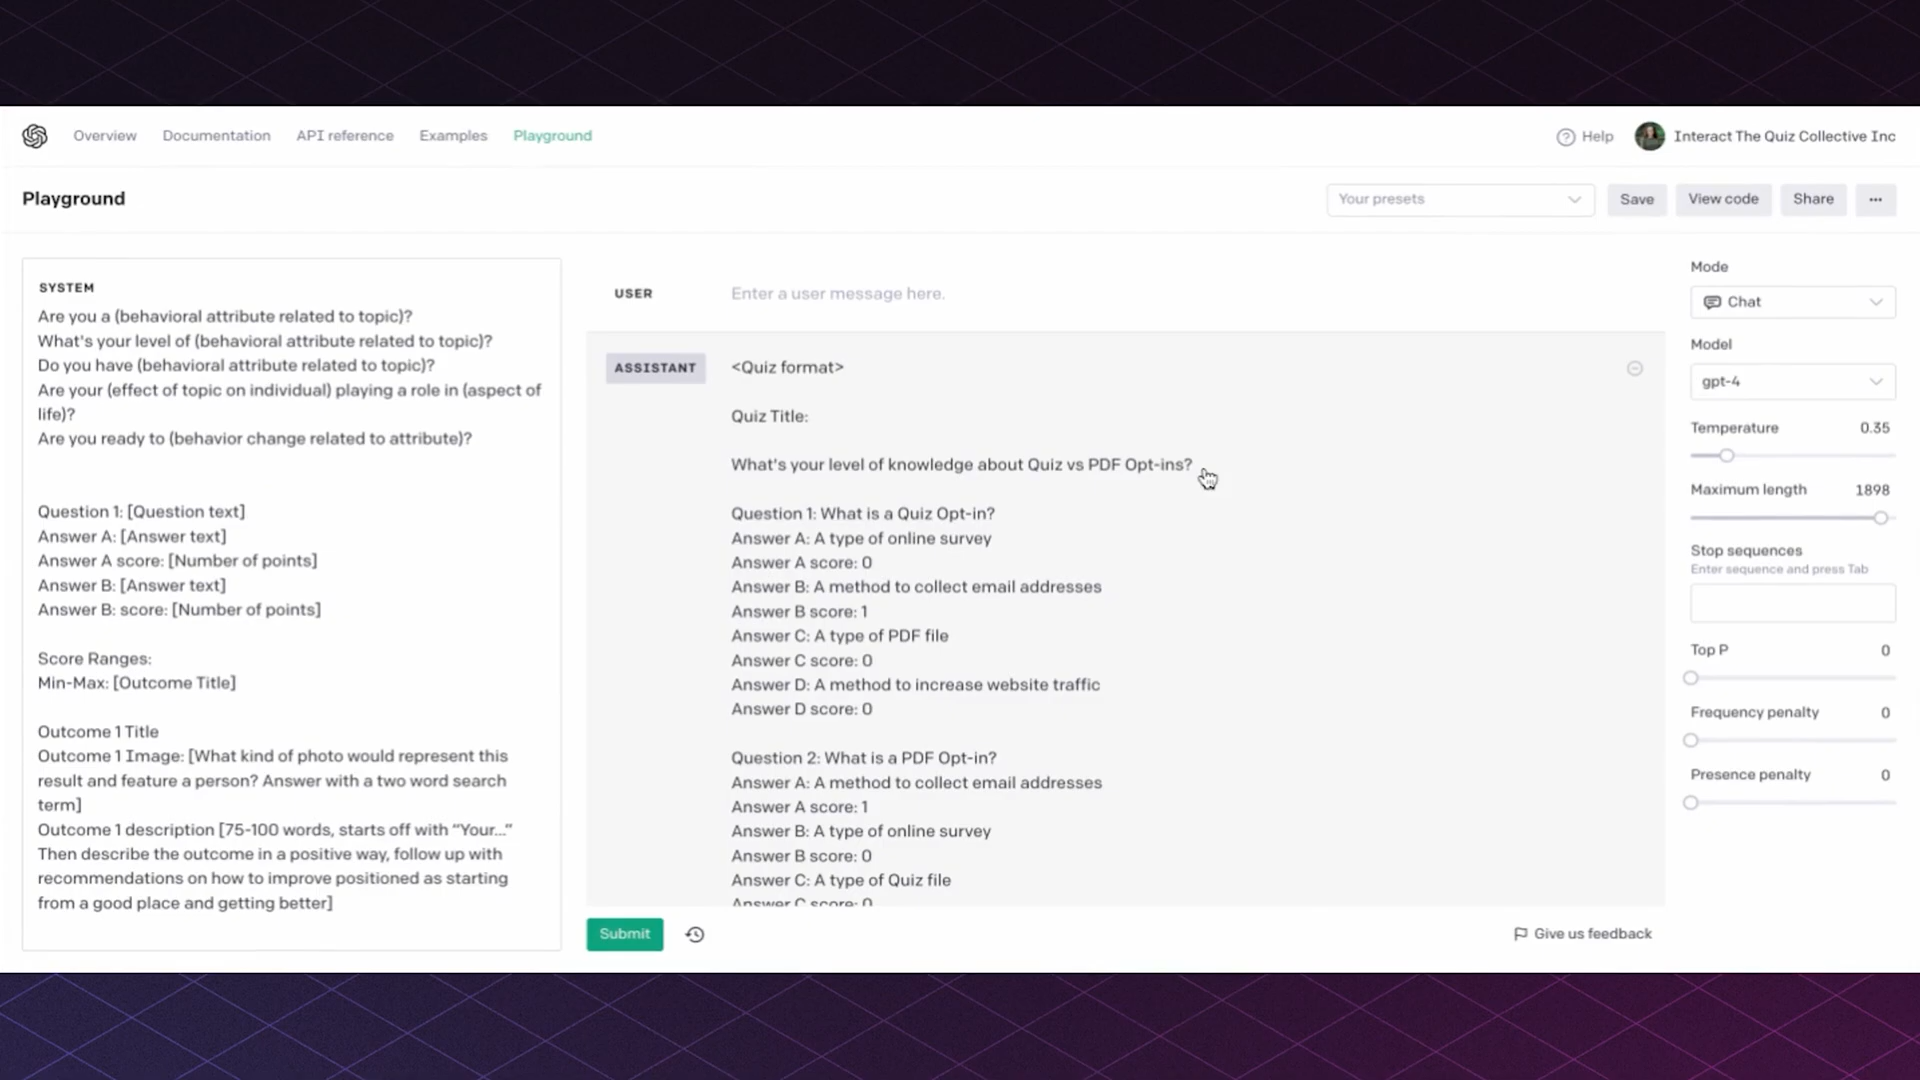 Overview Documentation API reference Examples Playground
Help Interact The Quiz Collective Inc
Playground
Your presets Save View code Share ...
SYSTEM
Are you a (behavioral attribute related to topic)?
What's your level of (behavioral attribute related to topic)?
Do you have (behavioral attribute related to topic)?
Are your (effect of topic on individual) playing a role in (aspect of
life)?
Are you ready to (behavior change related to attribute)?
Question 1: [Question text]
Answer A: [Answer text]
Answer A score: [Number of points]
Answer B: [Answer text]
Answer B: score: [Number of points]
Score Ranges:
Min-Max: [Outcome Title]
Outcome 1 Title
Outcome 1 Image: [What kind of photo would represent this
result and feature a person? Answer with a two word search
term]
Outcome 1 description [75-100 words, starts off with “Your...”
Then describe the outcome in a positive way, follow up with
recommendations on how to improve positioned as starting
from a good place and getting better]
USER Enter a user message here.
ASSISTANT <Quiz format>
Quiz Title:
What's your level of knowledge about Quiz vs PDF Opt-ins?
Question 1: What is a Quiz Opt-in?
Answer A: A type of online survey
Answer A score: 0
Answer B: A method to collect email addresses
Answer B score: 1
Answer C: A type of PDF file
Answer C score: 0
Answer D: A method to increase website traffic
Answer D score: 0
Question 2: What is a PDF Opt-in?
Answer A: A method to collect email addresses
Answer A score: 1
Answer B: A type of online survey
Answer B score: 0
Answer C: A type of Quiz file
Answer C score: 0
Submit
Give us feedback
Mode
Chat
Model
gpt-4
Temperature 0.35
Maximum length 1898
Stop sequences
Enter sequence and press Tab
Top P 0
Frequency penalty 0
Presence penalty 0